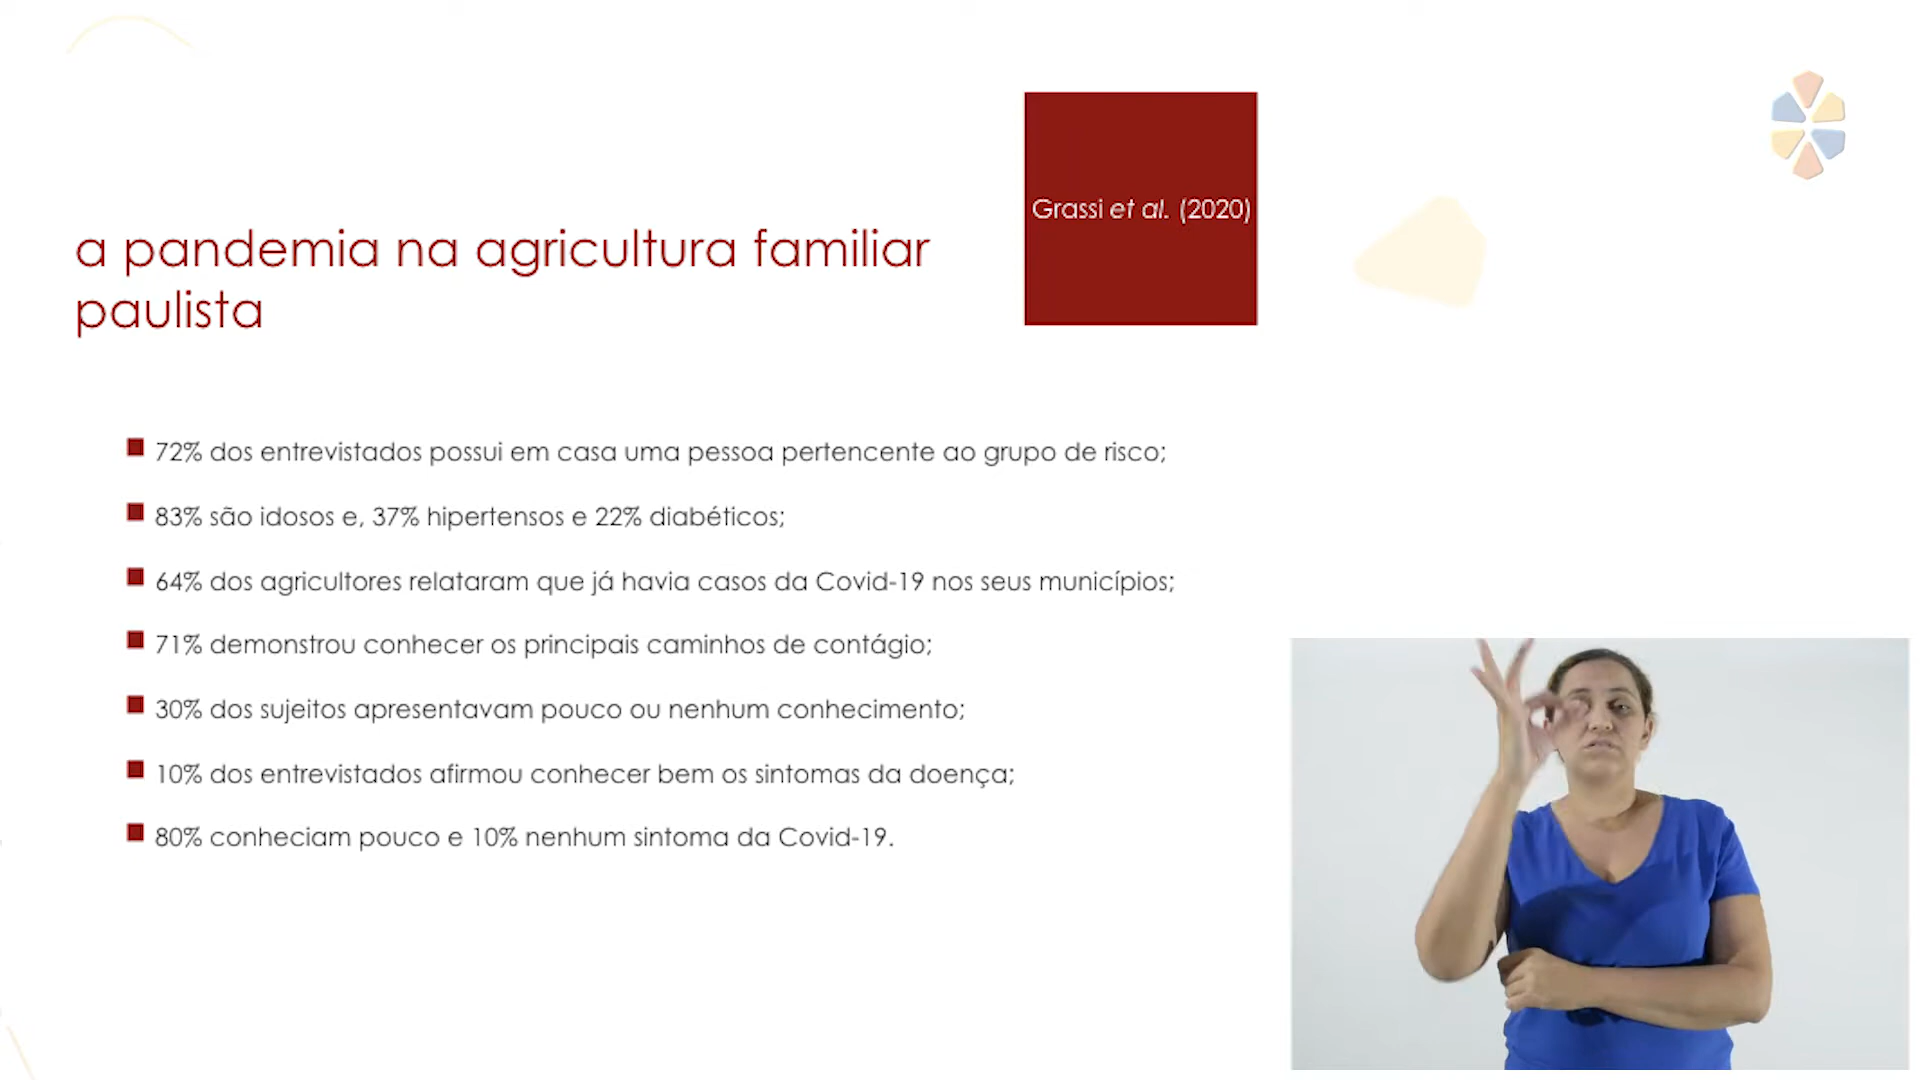 a pandemia na agricultura familiar
paulista
Grassi et al. (2020)
72% dos entrevistados possui em casa uma pessoa pertencente ao grupo de risco;
83% são idosos e, 37% hipertensos e 22% diabéticos;
64% dos agricultores relataram que já havia casos da Covid-19 nos seus municípios;
71% demonstrou conhecer os principais caminhos de contágio;
30% dos sujeitos apresentavam pouco ou nenhum conhecimento;
10% dos entrevistados afirmou conhecer bem os sintomas da doença;
80% conheciam pouco e 10% nenhum sintoma da Covid-19.